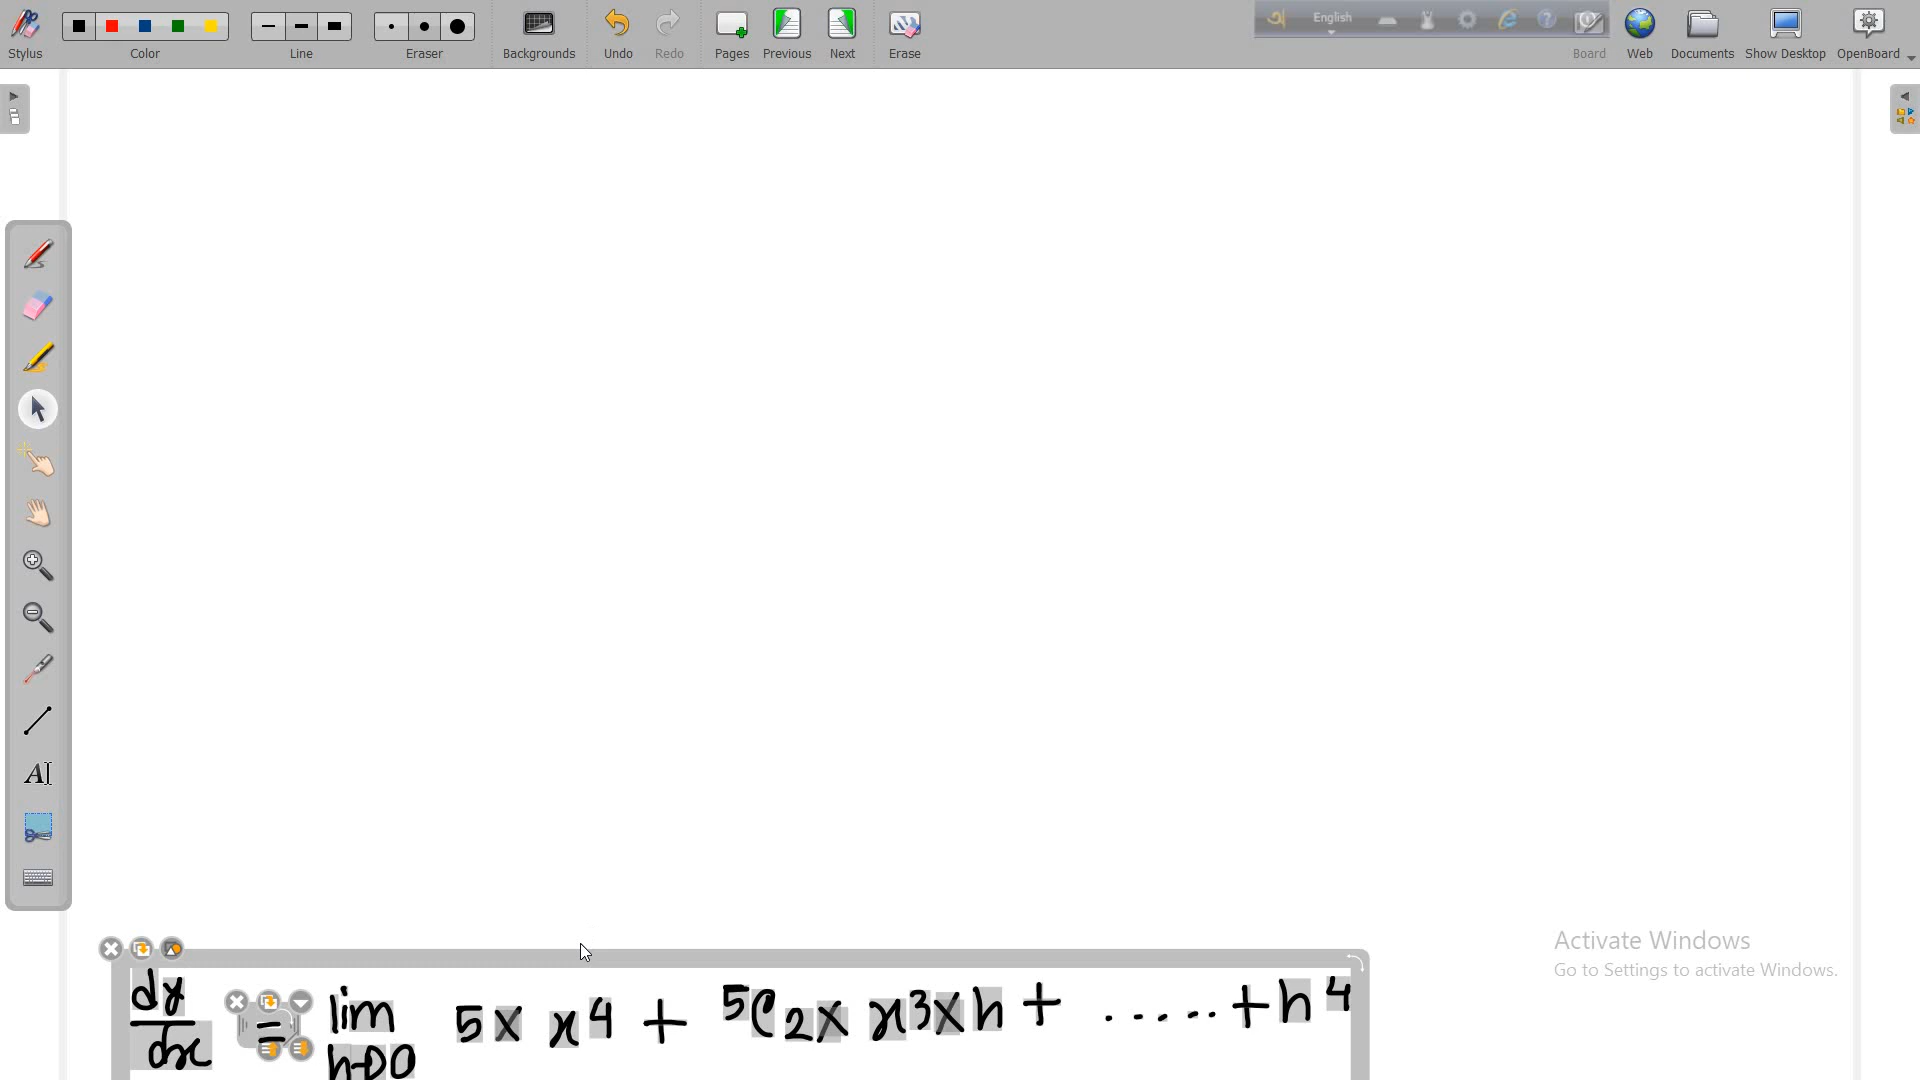 Stylus Color Line Eraser Backgrounds Undo Redo Pages Previous Next Erase Board Web Documents Show Desktop OpenBoard
English
Activate Windows
Go to Settings to activate Windows.
dy/dx = lim h→0 5 × x⁴ + ⁵C₂ × x³ × h + ..... + h⁴